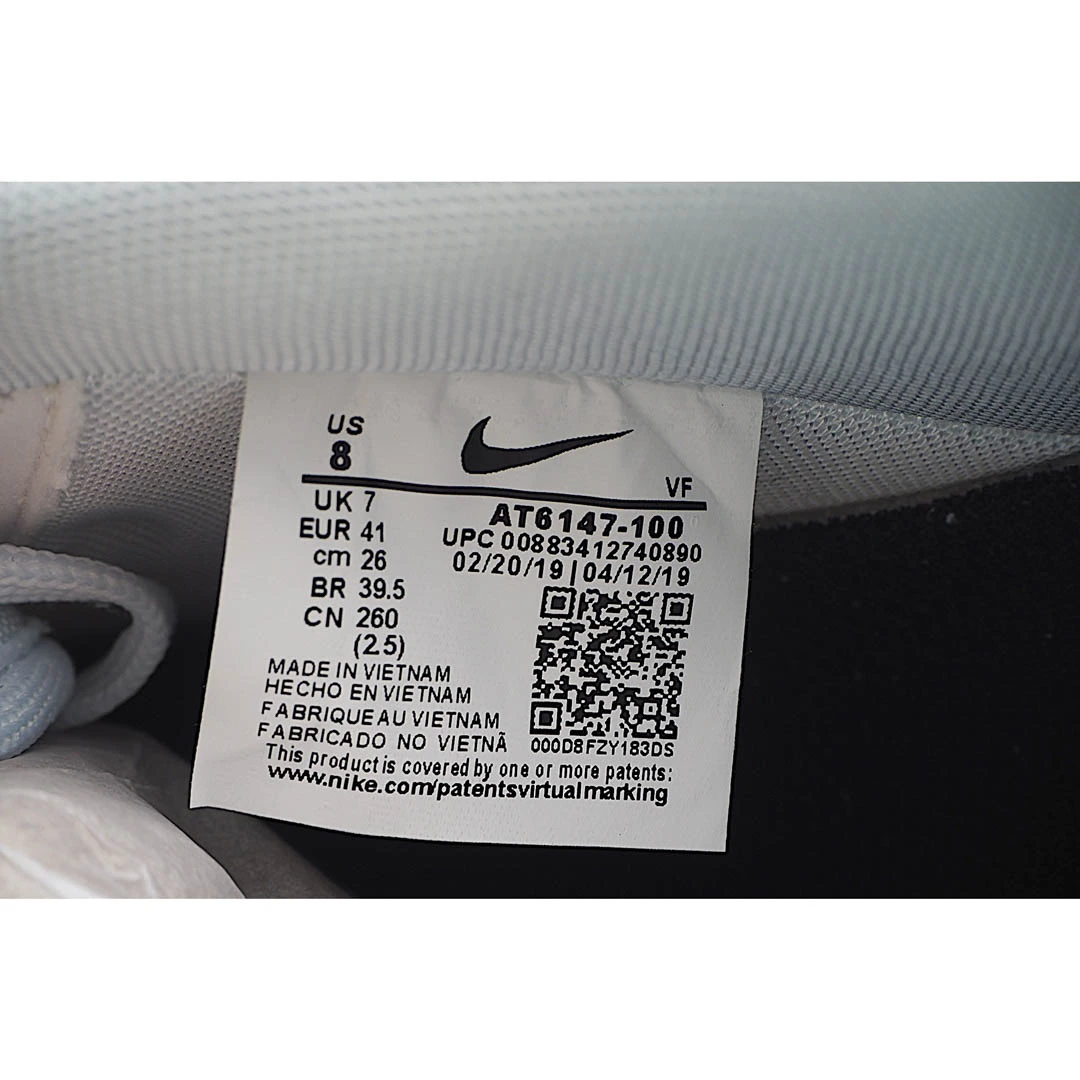 US
8
VF
UK 7
EUR 41
cm 26
BR 39.5
CN 260
(2.5)
AT6147-100
UPC 00883412740890
02/20/19 | 04/12/19
000D8FZY183DS
MADE IN VIETNAM
HECHO EN VIETNAM
FABRIQUE AU VIETNAM
FABRICADO NO VIETNÃ
This product is covered by one or more patents:
www.nike.com/patentsvirtualmarking